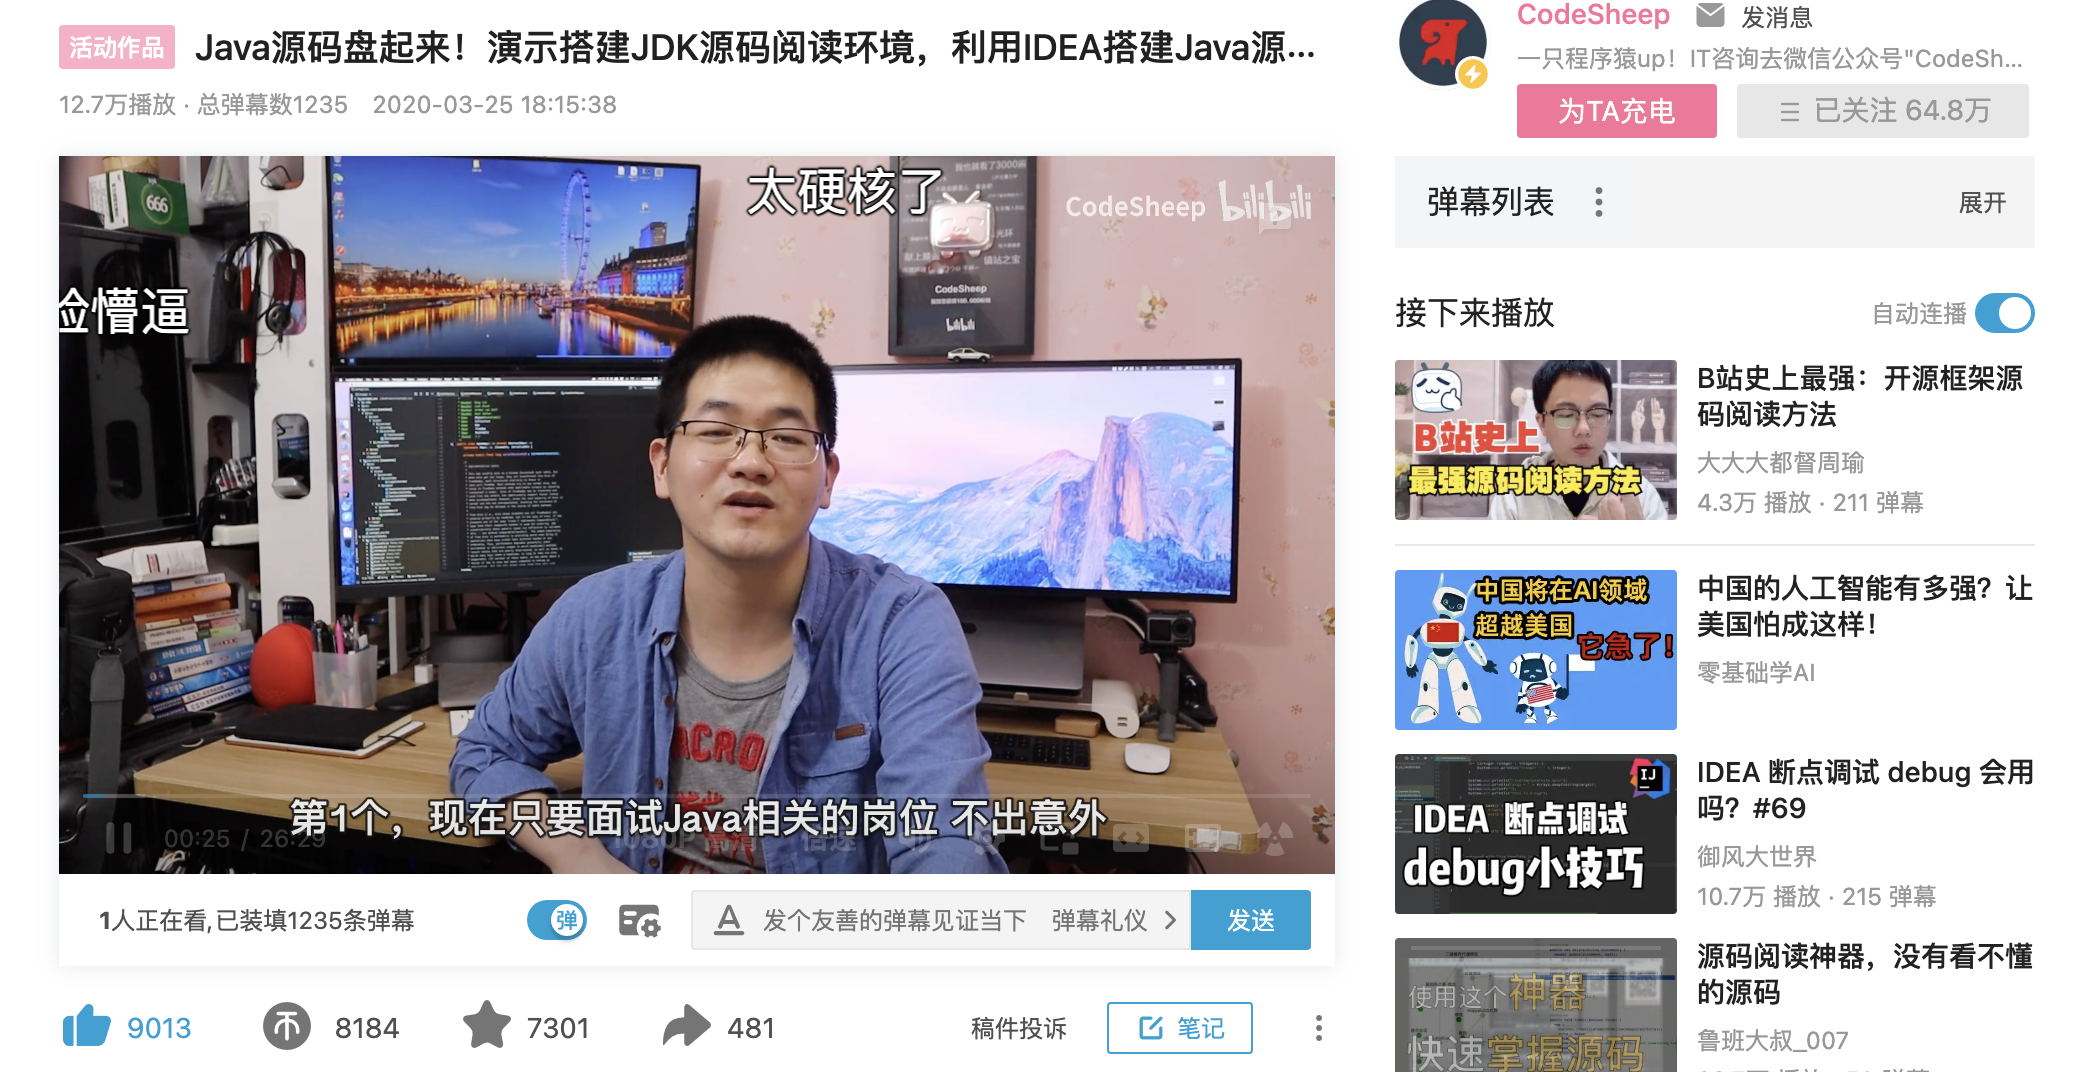 活动作品
Java源码盘起来！演示搭建JDK源码阅读环境，利用IDEA搭建Java源...
12.7万播放 · 总弹幕数1235 2020-03-25 18:15:38
太硬核了
CodeSheep bilibili
666
CodeSheep
bilibili
脸懵逼
MACRO
第1个，现在只要面试Java相关的岗位 不出意外
00:25 / 26:29
1080P 高清 倍速
1人正在看,已装填1235条弹幕
弹
发个友善的弹幕见证当下 弹幕礼仪
发送
9013 8184 7301 481
稿件投诉
笔记
CodeSheep 发消息
一只程序猿up！IT咨询去微信公众号"CodeSh...
为TA充电
已关注 64.8万
弹幕列表
展开
接下来播放
自动连播
B站史上
最强源码阅读方法
B站史上最强：开源框架源
码阅读方法
大大大都督周瑜
4.3万 播放 · 211 弹幕
中国将在AI领域
超越美国
它急了！
中国的人工智能有多强？让
美国怕成这样！
零基础学AI
IJ
IDEA 断点调试
debug小技巧
IDEA 断点调试 debug 会用
吗？#69
御风大世界
10.7万 播放 · 215 弹幕
使用这个神器
快速掌握源码
源码阅读神器，没有看不懂
的源码
鲁班大叔_007